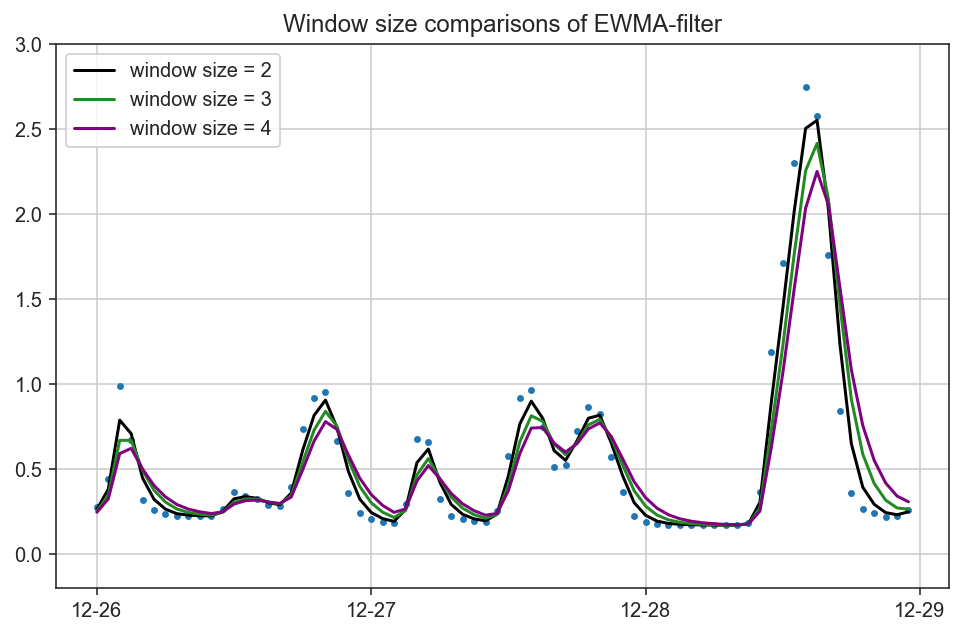 Window size comparisons of EWMA-filter
window size = 2
window size = 3
window size = 4
3.0
2.5
2.0
1.5
1.0
0.5
0.0
12-26
12-27
12-28
12-29